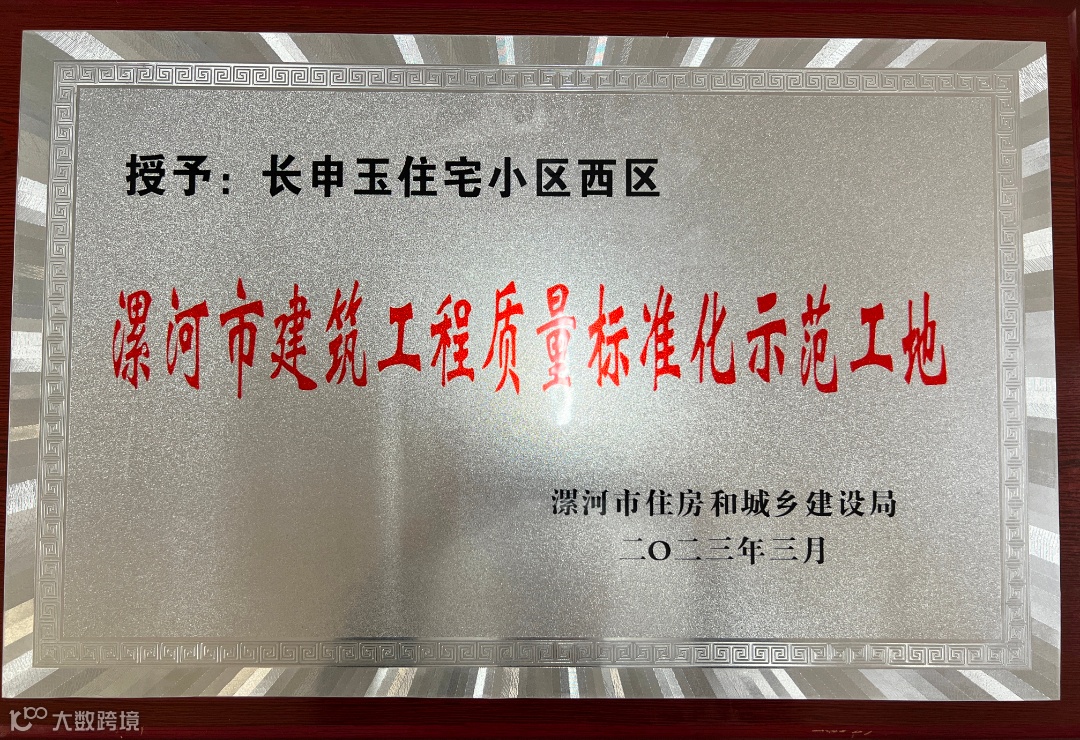 授予：长申玉住宅小区西区
漯河市建筑工程质量标准化示范工地
漯河市住房和城乡建设局
二〇二三年三月
大数跨境